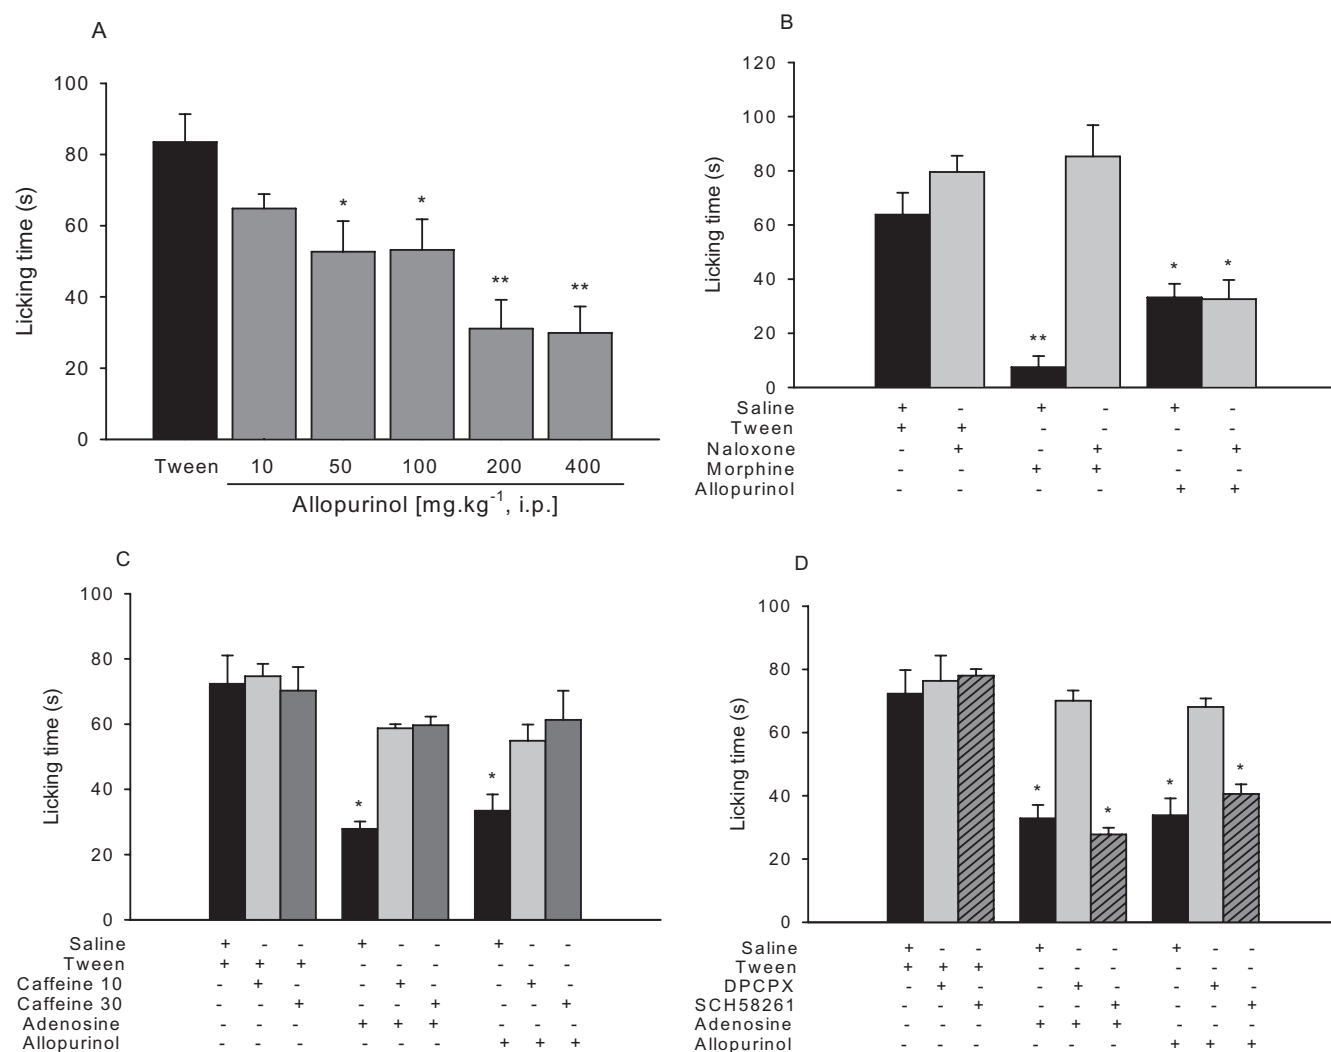 A
Licking time (s)
100
80
60
40
20
0
* * ** **
Tween 10 50 100 200 400
Allopurinol [mg.kg-1, i.p.]
B
Licking time (s)
120
100
80
60
40
20
0
** * *
Saline + - + - + -
Tween + + - - - -
Naloxone - + - + - +
Morphine - - + + - -
Allopurinol - - - - + +
C
Licking time (s)
100
80
60
40
20
0
* *
Saline + - - + - - + - -
Tween + + + - - - - - -
Caffeine 10 - + - - + - - + -
Caffeine 30 - - + - - + - - +
Adenosine - - - + + + - - -
Allopurinol - - - - - - + + +
D
Licking time (s)
100
80
60
40
20
0
* * * *
Saline + - - + - - + - -
Tween + + + - - - - - -
DPCPX - + - - + - - + -
SCH58261 - - + - - + - - +
Adenosine - - - + + + - - -
Allopurinol - - - - - - + + +